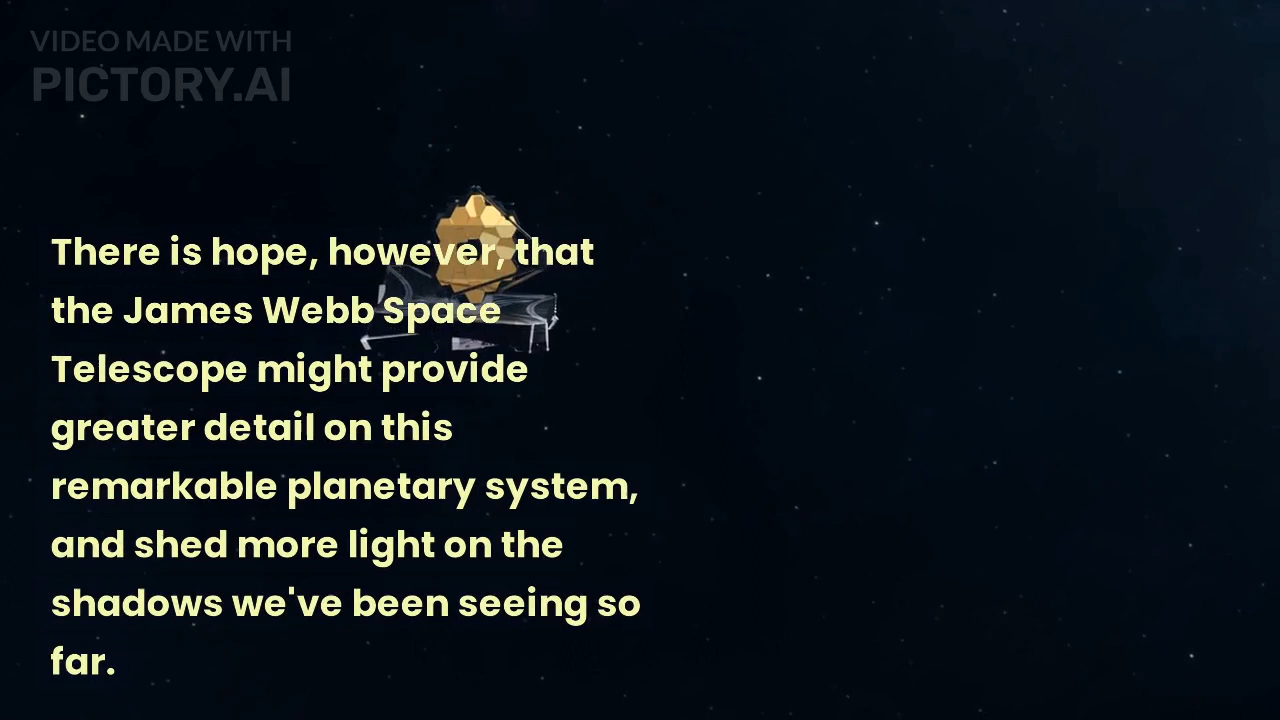 VIDEO MADE WITH
PICTORY.AI
There is hope, however, that
the James Webb Space
Telescope might provide
greater detail on this
remarkable planetary system,
and shed more light on the
shadows we've been seeing so
far.